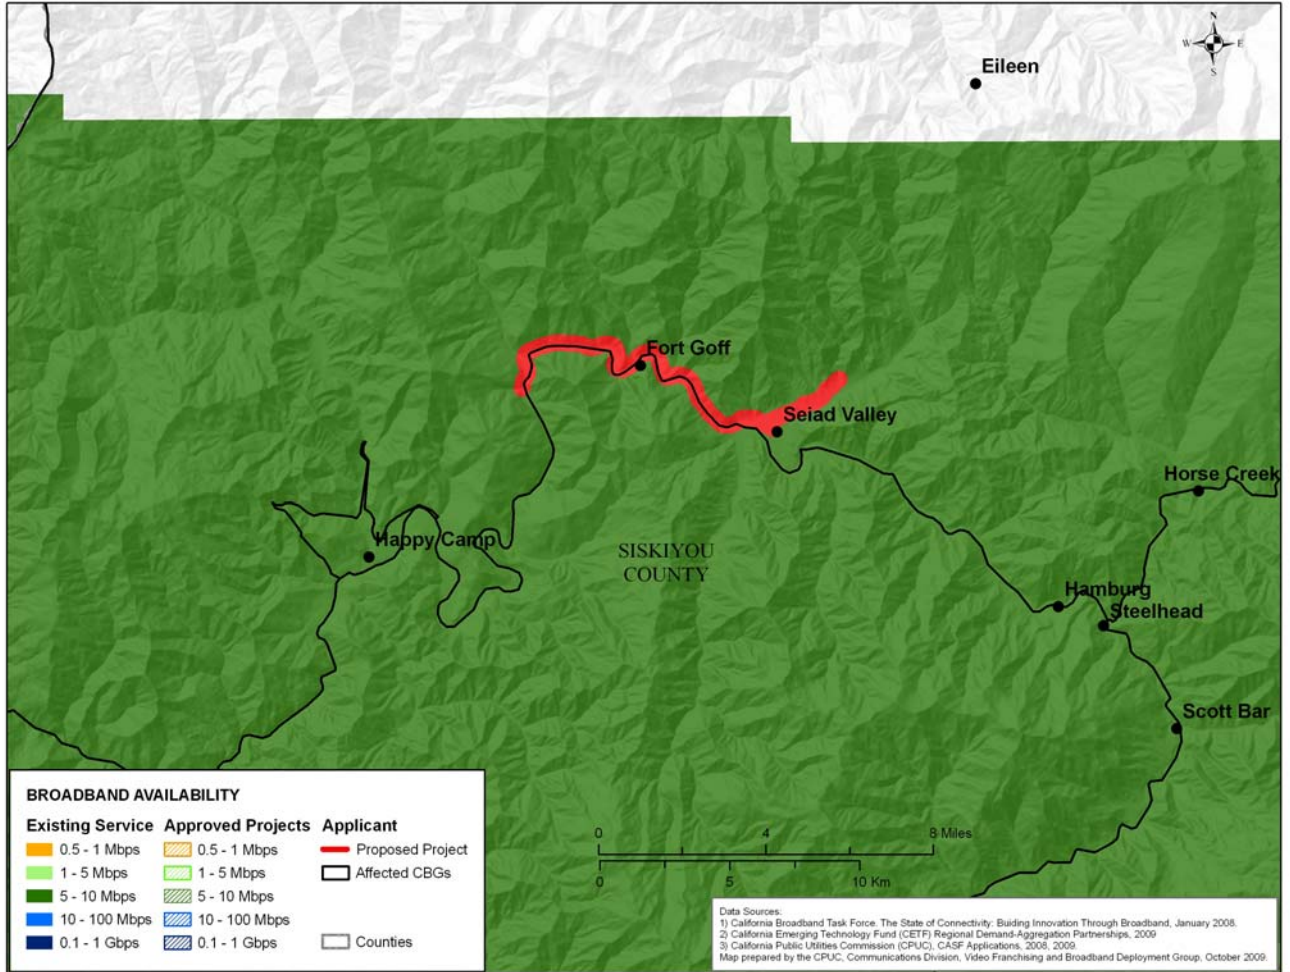 N
W
E
S
Eileen
Fort Goff
Seiad Valley
Horse Creek
Happy Camp
SISKIYOU
COUNTY
Hamburg
Steelhead
Scott Bar
BROADBAND AVAILABILITY
Existing Service Approved Projects Applicant
0.5 - 1 Mbps 0.5 - 1 Mbps Proposed Project
1 - 5 Mbps 1 - 5 Mbps Affected CBGs
5 - 10 Mbps 5 - 10 Mbps
10 - 100 Mbps 10 - 100 Mbps
0.1 - 1 Gbps 0.1 - 1 Gbps Counties
0 4 8 Miles
0 5 10 Km
Data Sources:
1) California Broadband Task Force. The State of Connectivity: Buiding Innovation Through Broadband, January 2008.
2) California Emerging Technology Fund (CETF) Regional Demand-Aggregation Partnerships, 2009
3) California Public Utilities Commission (CPUC), CASF Applications, 2008, 2009.
Map prepared by the CPUC, Communications Division, Video Franchising and Broadband Deployment Group, October 2009.